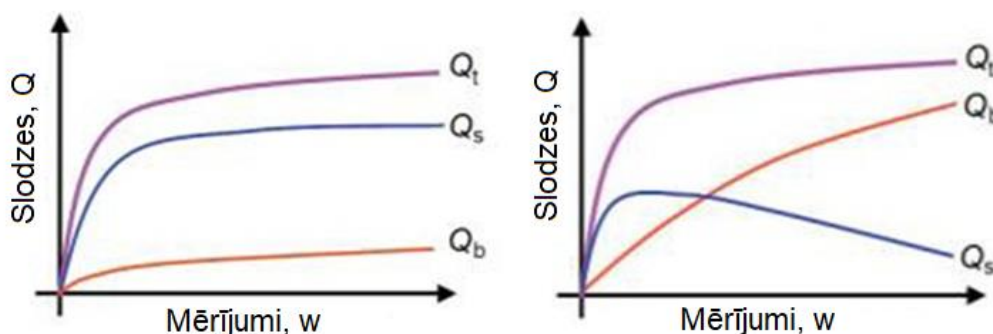 Slodzes, Q
Qt
Qs
Qb
Mērījumi, w
Slodzes, Q
Qt
Qb
Qs
Mērījumi, w